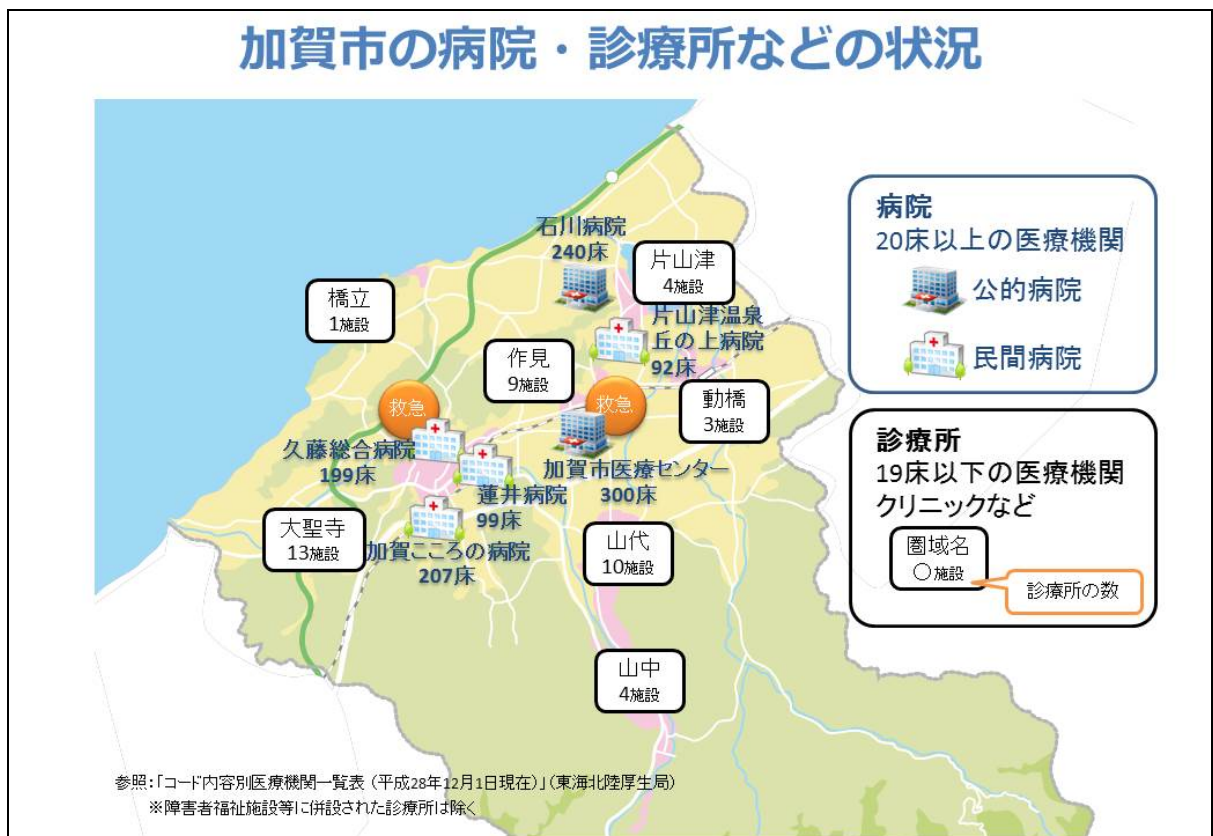 加賀市の病院・診療所などの状況
石川病院
240床
片山津
4施設
橋立
1施設
片山津温泉
丘の上病院
92床
作見
9施設
救急
救急
動橋
3施設
久藤総合病院
199床
蓮井病院
99床
加賀市医療センター
300床
大聖寺
13施設
加賀こころの病院
207床
山代
10施設
山中
4施設
病院
20床以上の医療機関
公的病院
民間病院
診療所
19床以下の医療機関
クリニックなど
圏域名
○施設
診療所の数
参照：「コード内容別医療機関一覧表（平成28年12月1日現在）」（東海北陸厚生局）
※障害者福祉施設等に併設された診療所は除く